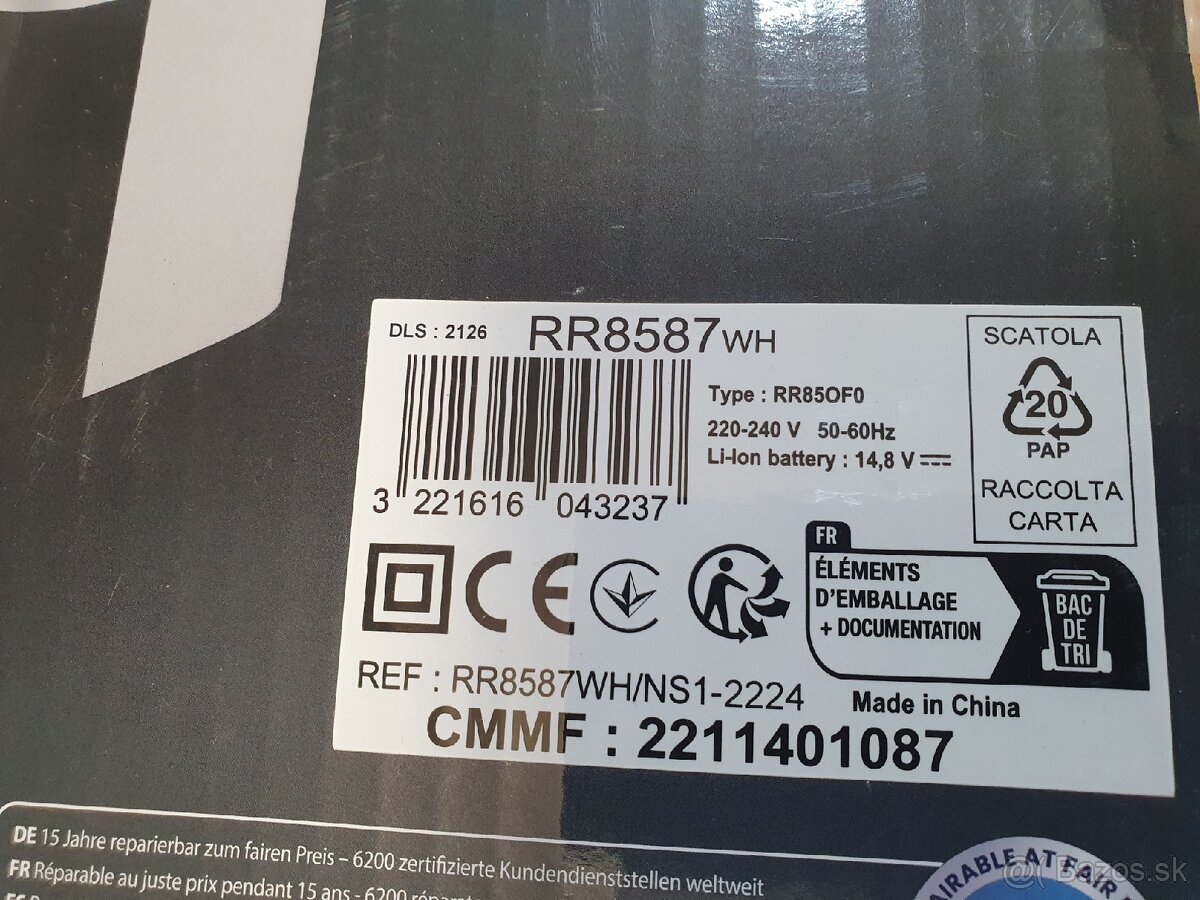 DLS : 2126
RR8587WH
Type : RR85OF0
220-240 V 50-60Hz
Li-Ion battery : 14,8 V
3 221616 043237
SCATOLA
20
PAP
RACCOLTA
CARTA
CE
FR
ÉLÉMENTS
D'EMBALLAGE
+ DOCUMENTATION
BAC
DE
TRI
REF : RR8587WH/NS1-2224
Made in China
CMMF : 2211401087
DE 15 Jahre reparierbar zum fairen Preis – 6200 zertifizierte Kundendienststellen weltweit
FR Réparable au juste prix pendant 15 ans - 6200
AT FAIR
Bazos.sk